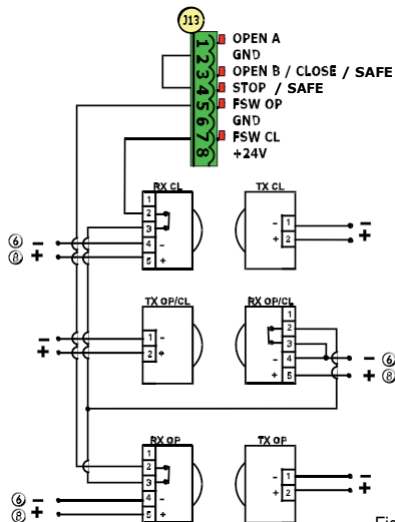 J13
1 OPEN A
2 GND
3 OPEN B / CLOSE / SAFE
4 STOP / SAFE
5 FSW OP
6 GND
7 FSW CL
8 +24V
RX CL
TX CL
1
2
3
⑥ − 4 −
⑧ + 5 +
− 1 −
+ 2 +
TX OP/CL
RX OP/CL
− 1 −
+ 2 +
1
2
3
− 4 − ⑥
+ 5 + ⑧
RX OP
TX OP
1
2
3
⑥ − 4 −
⑧ + 5 +
− 1 −
+ 2 +